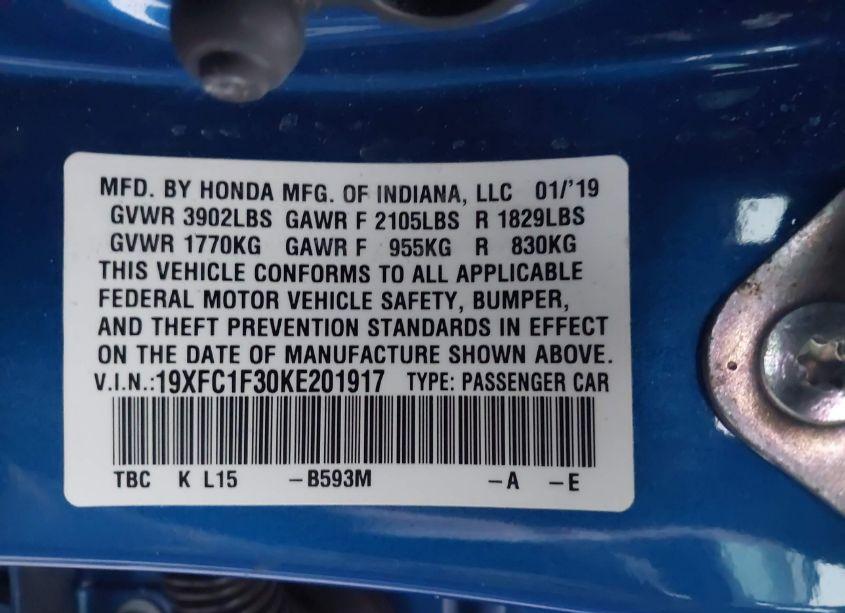 MFD. BY HONDA MFG. OF INDIANA, LLC 01/'19
GVWR 3902LBS GAWR F 2105LBS R 1829LBS
GVWR 1770KG GAWR F 955KG R 830KG
THIS VEHICLE CONFORMS TO ALL APPLICABLE
FEDERAL MOTOR VEHICLE SAFETY, BUMPER,
AND THEFT PREVENTION STANDARDS IN EFFECT
ON THE DATE OF MANUFACTURE SHOWN ABOVE.
V.I.N.:19XFC1F30KE201917 TYPE: PASSENGER CAR
TBC K L15 -B593M -A -E